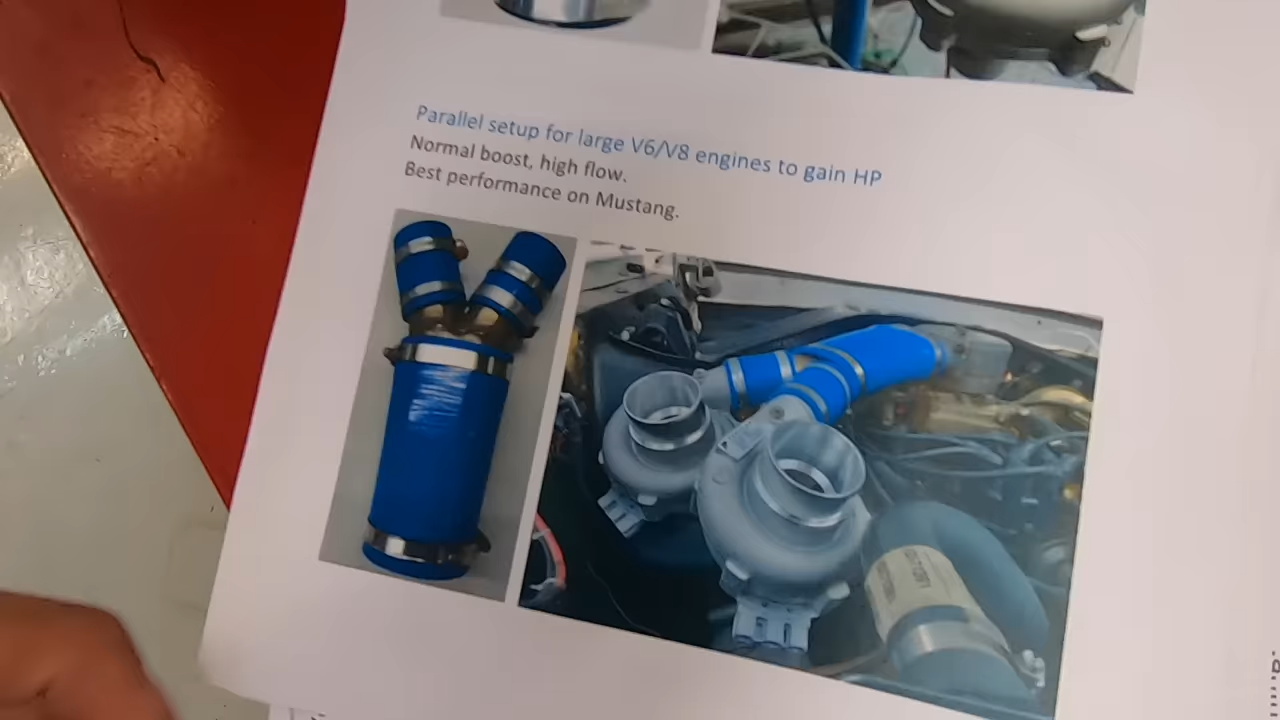 Parallel setup for large V6/V8 engines to gain HP
Normal boost, high flow.
Best performance on Mustang.